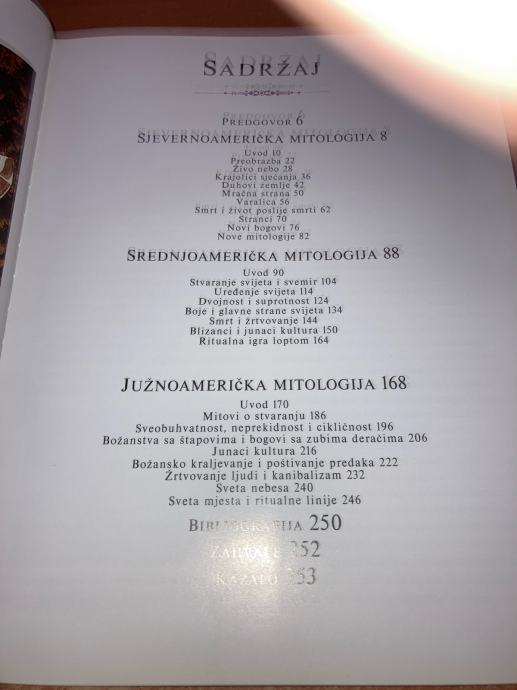 SADRŽAJ
PREDGOVOR 6
SJEVERNOAMERIČKA MITOLOGIJA 8
Uvod 10
Preobrazba 22
Živo nebo 28
Krajolici sjećanja 36
Duhovi zemlje 42
Mračna strana 50
Varalica 56
Smrt i život poslije smrti 62
Stranci 70
Novi bogovi 76
Nove mitologije 82
SREDNJOAMERIČKA MITOLOGIJA 88
Uvod 90
Stvaranje svijeta i svemir 104
Uređenje svijeta 114
Dvojnost i suprotnost 124
Boje i glavne strane svijeta 134
Smrt i žrtvovanje 144
Blizanci i junaci kultura 150
Ritualna igra loptom 164
JUŽNOAMERIČKA MITOLOGIJA 168
Uvod 170
Mitovi o stvaranju 186
Sveobuhvatnost, neprekidnost i cikličnost 196
Božanstva sa štapovima i bogovi sa zubima deračima 206
Junaci kultura 216
Božansko kraljevanje i poštivanje predaka 222
Žrtvovanje ljudi i kanibalizam 232
Sveta nebesa 240
Sveta mjesta i ritualne linije 246
BIBLIOGRAFIJA 250
ZAHVALE 252
KAZALO 253